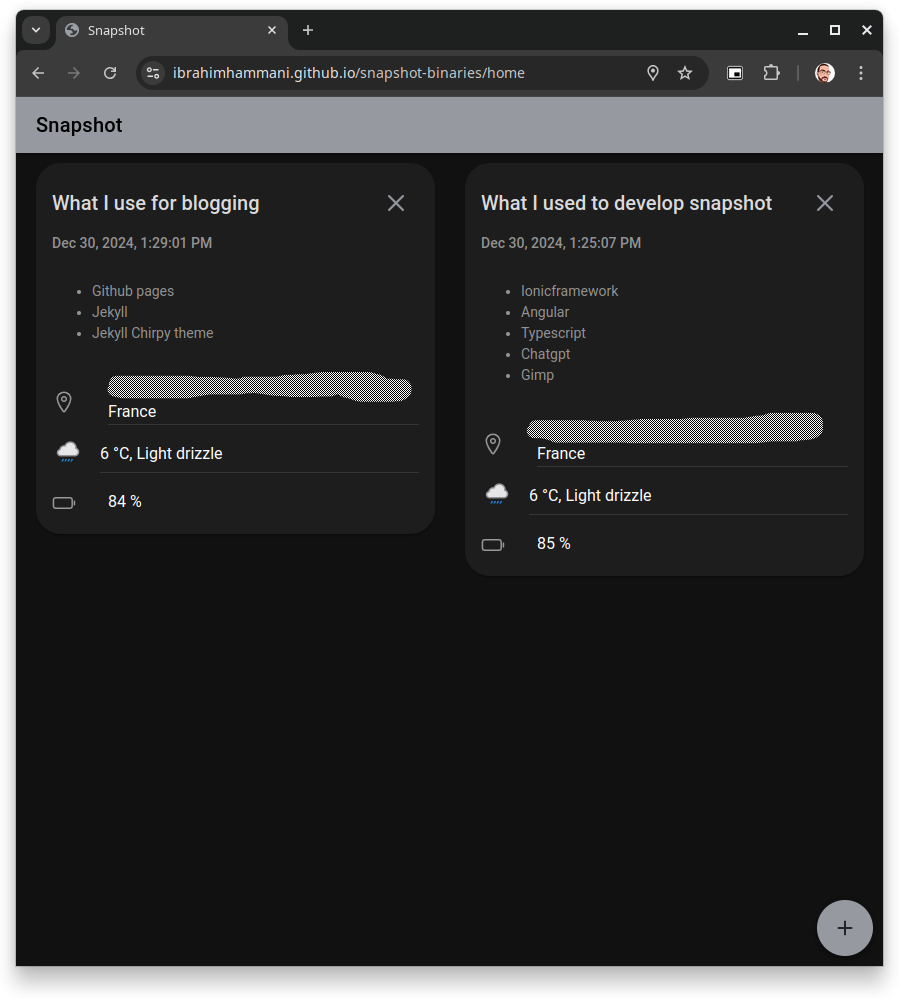 Snapshot
ibrahimhammani.github.io/snapshot-binaries/home
Snapshot
What I use for blogging
Dec 30, 2024, 1:29:01 PM
Github pages
Jekyll
Jekyll Chirpy theme
France
6 °C, Light drizzle
84 %
What I used to develop snapshot
Dec 30, 2024, 1:25:07 PM
Ionicframework
Angular
Typescript
Chatgpt
Gimp
France
6 °C, Light drizzle
85 %